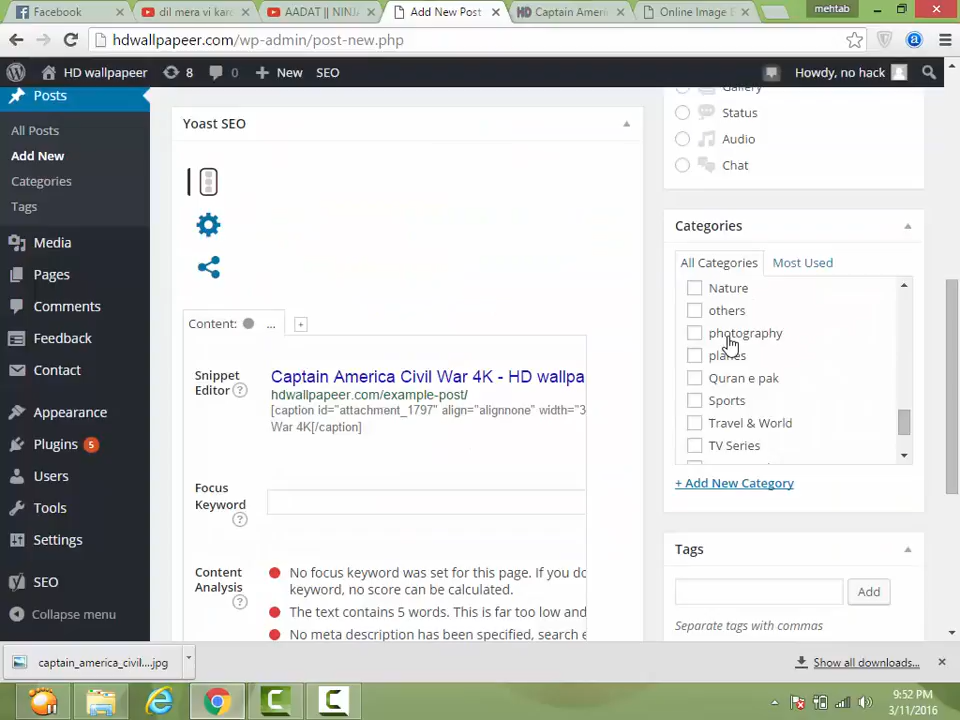 Facebook
dil mera vi kar
AADAT || NINJ
Add New Post
HD Captain Amer
Online Image E
mehtab
hdwallpapeer.com/wp-admin/post-new.php
HD wallpapeer
8
0
New
SEO
Howdy, no hack
Posts
All Posts
Add New
Categories
Tags
Media
Pages
Comments
Feedback
Contact
Appearance
Plugins 5
Users
Tools
Settings
SEO
Collapse menu
Yoast SEO
Content: ...
+
Snippet
Editor ?
Captain America Civil War 4K - HD wallpa
hdwallpapeer.com/example-post/
[caption id="attachment_1797" align="alignnone" width="3
War 4K[/caption]
Focus
Keyword
?
Content
Analysis
?
No focus keyword was set for this page. If you do
keyword, no score can be calculated.
The text contains 5 words. This is far too low and
No meta description has been specified, search e
Gallery
Status
Audio
Chat
Categories
All Categories
Most Used
Nature
others
photography
planes
Quran e pak
Sports
Travel & World
TV Series
+ Add New Category
Tags
Add
Separate tags with commas
captain_america_civil....jpg
Show all downloads...
9:52 PM
3/11/2016